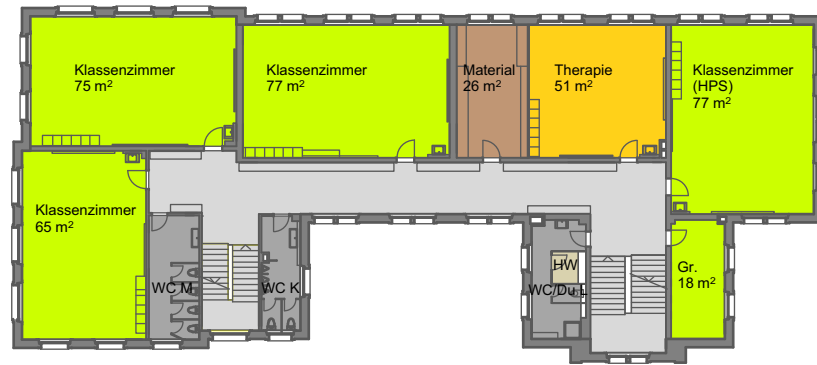 Klassenzimmer
75 m²
Klassenzimmer
77 m²
Material
26 m²
Therapie
51 m²
Klassenzimmer
(HPS)
77 m²
Klassenzimmer
65 m²
WC M
WC K
HW
WC/Du L
Gr.
18 m²